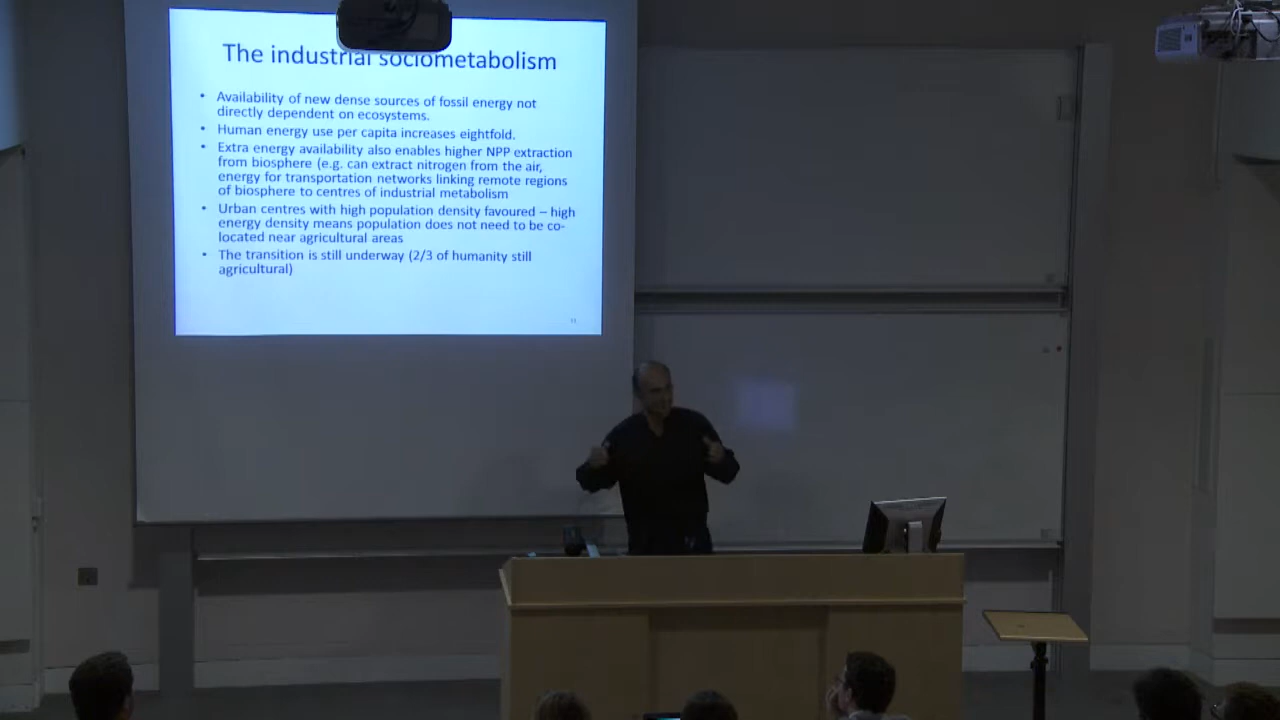 The industrial sociometabolism
• Availability of new dense sources of fossil energy not
directly dependent on ecosystems.
• Human energy use per capita increases eightfold.
• Extra energy availability also enables higher NPP extraction
from biosphere (e.g. can extract nitrogen from the air,
energy for transportation networks linking remote regions
of biosphere to centres of industrial metabolism
• Urban centres with high population density favoured – high
energy density means population does not need to be co-
located near agricultural areas
• The transition is still underway (2/3 of humanity still
agricultural)